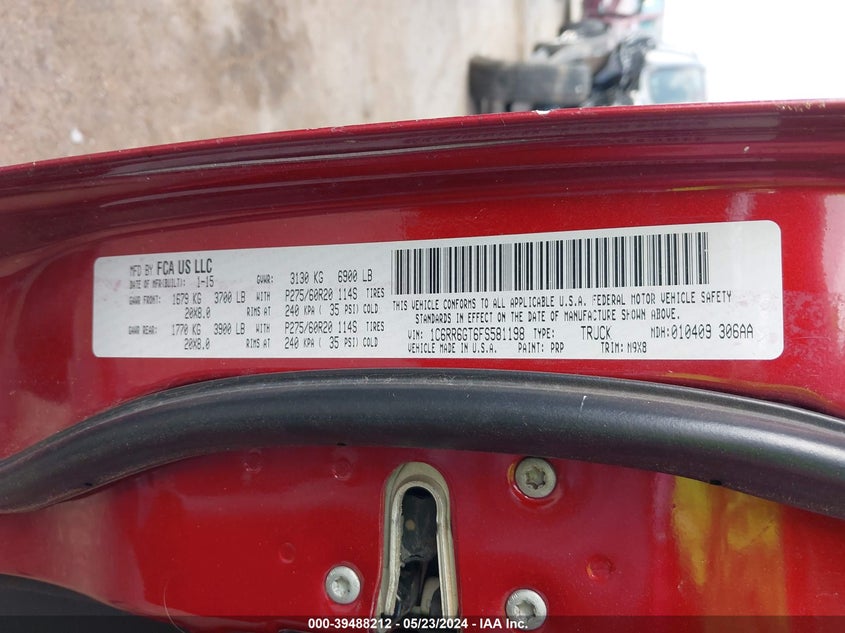 MFD BY FCA US LLC
DATE OF MFR(BUILT): 1-15 GVWR: 3130 KG 6900 LB
GAWR FRONT: 1679 KG 3700 LB WITH P275/60R20 114S TIRES
20X8.0 RIMS AT 240 KPA ( 35 PSI) COLD
GAWR REAR: 1770 KG 3900 LB WITH P275/60R20 114S TIRES
20X8.0 RIMS AT 240 KPA ( 35 PSI) COLD
THIS VEHICLE CONFORMS TO ALL APPLICABLE U.S.A. FEDERAL MOTOR VEHICLE SAFETY
STANDARDS IN EFFECT ON THE DATE OF MANUFACTURE SHOWN ABOVE.
VIN: 1C6RR6GT6FS581198 TYPE: TRUCK MDH: 010409 306AA
VEHICLE MADE IN U.S.A. PAINT: PRP TRIM: M9X8
000-39488212 - 05/23/2024 - IAA Inc.